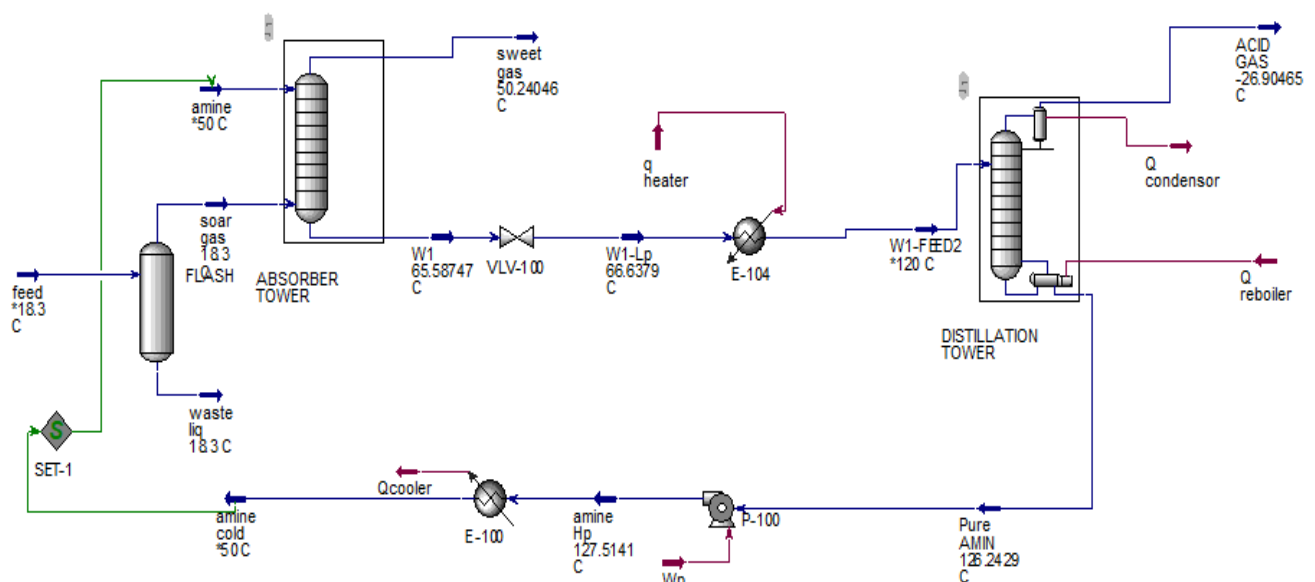 amine
*50 C
sweet
gas
50.24046
C
ACID
GAS
-26.90465
C
q
heater
Q
condensor
soar
gas
18.3
C
feed
*18.3
C
FLASH
ABSORBER
TOWER
W1
65.58747
C
VLV-100
W1-Lp
66.6379
C
E-104
W1-FEED2
*120 C
Q
reboiler
DISTILLATION
TOWER
waste
liq
18.3 C
S
SET-1
Qcooler
amine
cold
*50 C
E-100
amine
Hp
127.5141
C
P-100
Wp
Pure
AMIN
126.2429
C